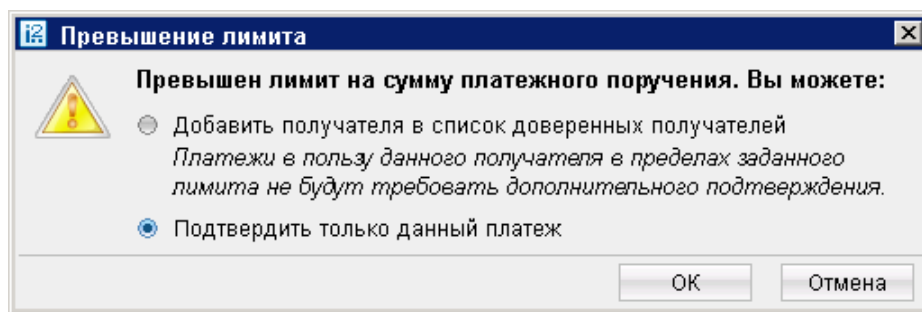 Превышение лимита
Превышен лимит на сумму платежного поручения. Вы можете:
Добавить получателя в список доверенных получателей
Платежи в пользу данного получателя в пределах заданного
лимита не будут требовать дополнительного подтверждения.
Подтвердить только данный платеж
ОК Отмена